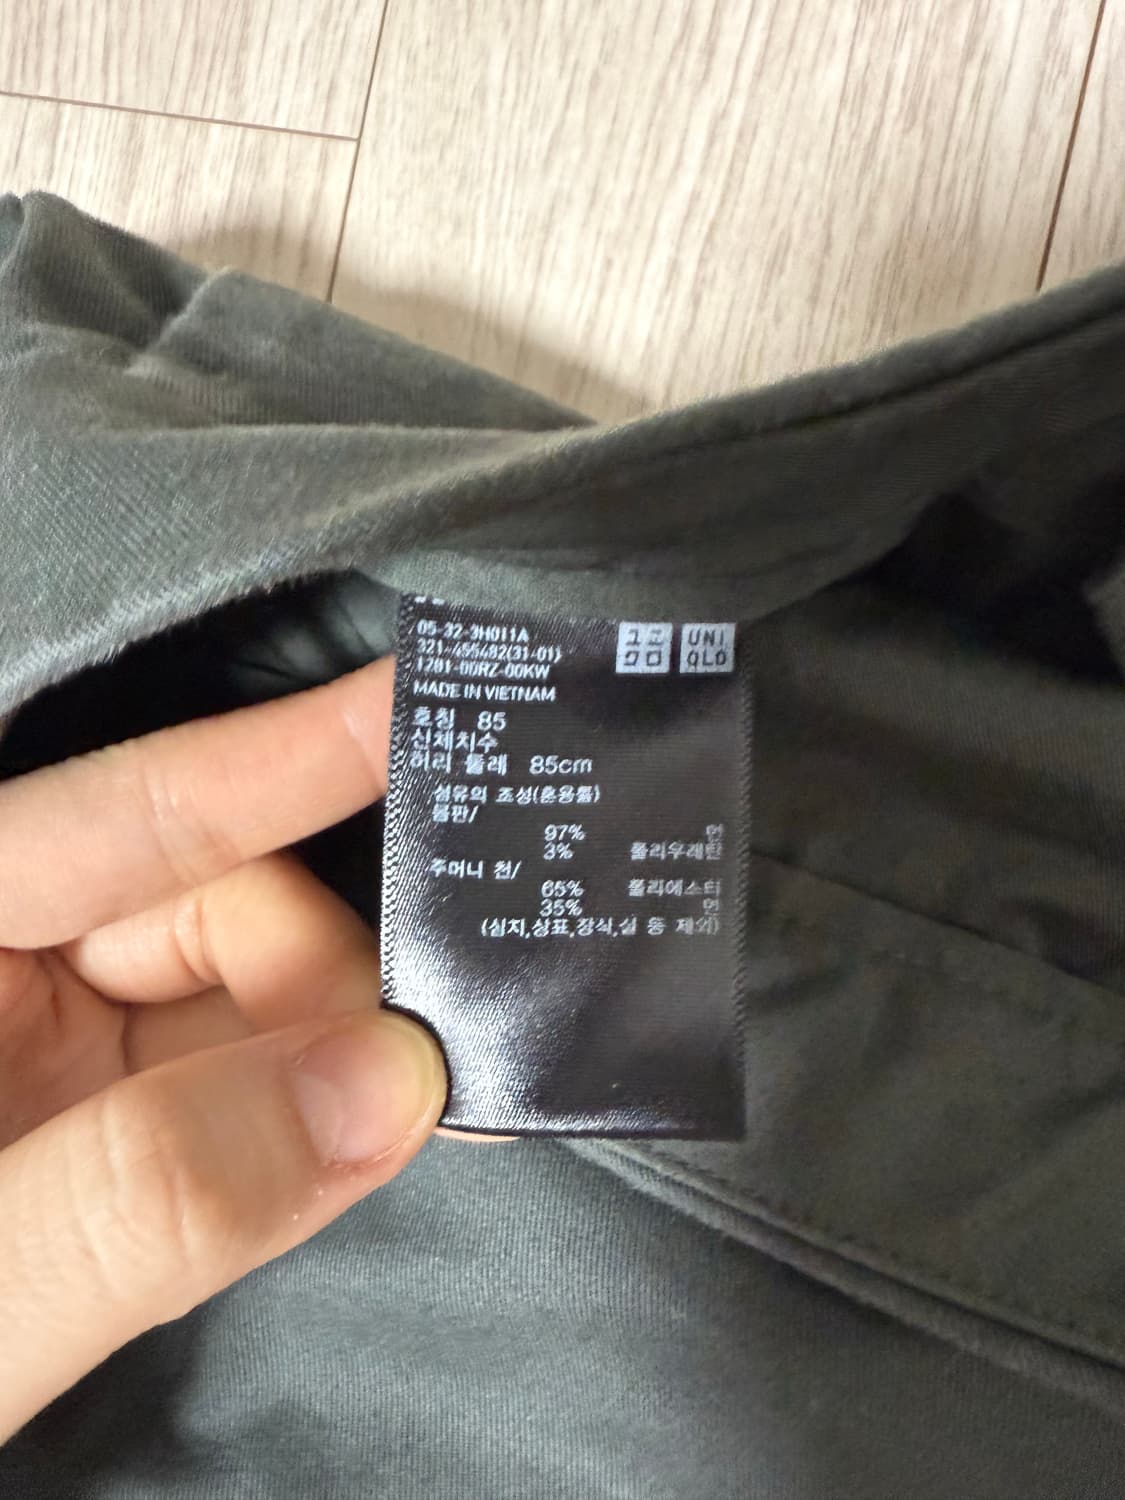 05-32-3H011A
321-455482(31-01)
1281-00RZ-00KW
MADE IN VIETNAM
ユニ
クロ
UNI
QLO
호칭 85
신체치수
허리 둘레 85cm
섬유의 조성(혼용률)
몸판/
97% 면
3% 폴리우레탄
주머니 천/
65% 폴리에스터
35% 면
(심지,상표,장식,실 등 제외)